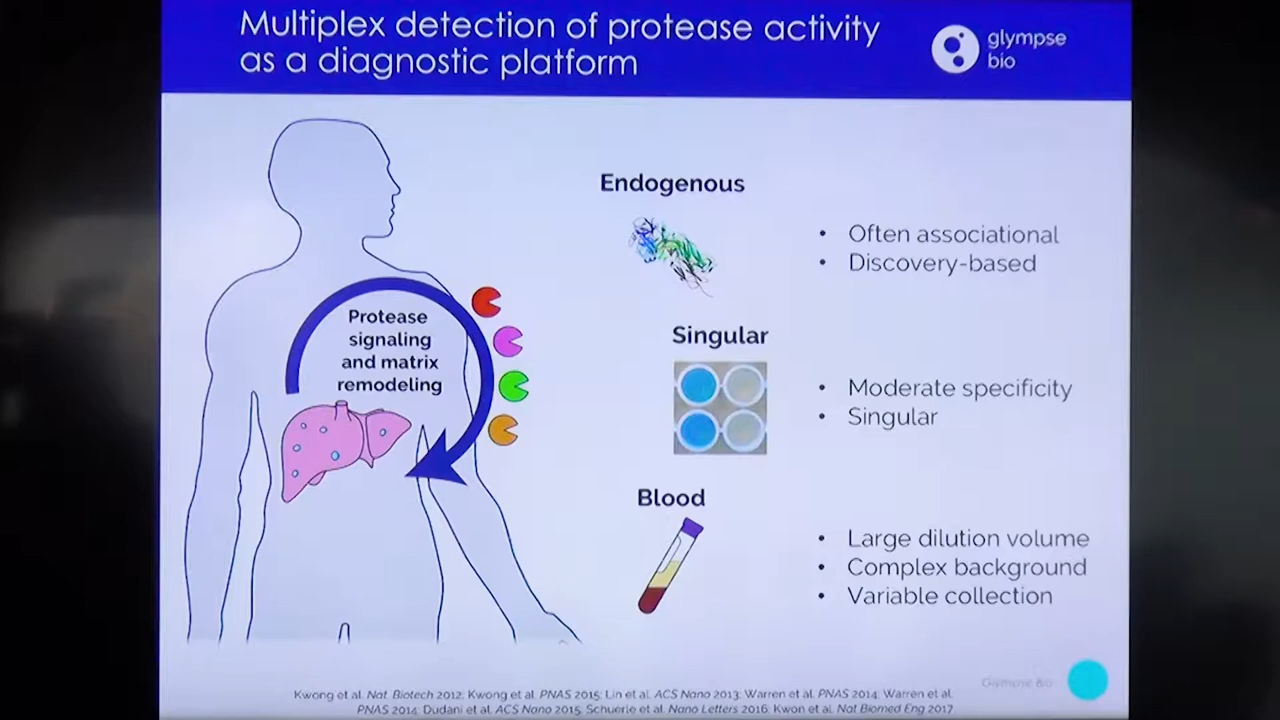 Multiplex detection of protease activity
as a diagnostic platform
glympse
bio
Protease
signaling
and matrix
remodeling
Endogenous
• Often associational
• Discovery-based
Singular
• Moderate specificity
• Singular
Blood
• Large dilution volume
• Complex background
• Variable collection
Glympse Bio
Kwong et al. Nat. Biotech 2012; Kwong et al. PNAS 2015; Lin et al. ACS Nano 2013; Warren et al. PNAS 2014; Warren et al.
PNAS 2014; Dudani et al. ACS Nano 2015; Schuerle et al. Nano Letters 2016; Kwon et al. Nat Biomed Eng 2017